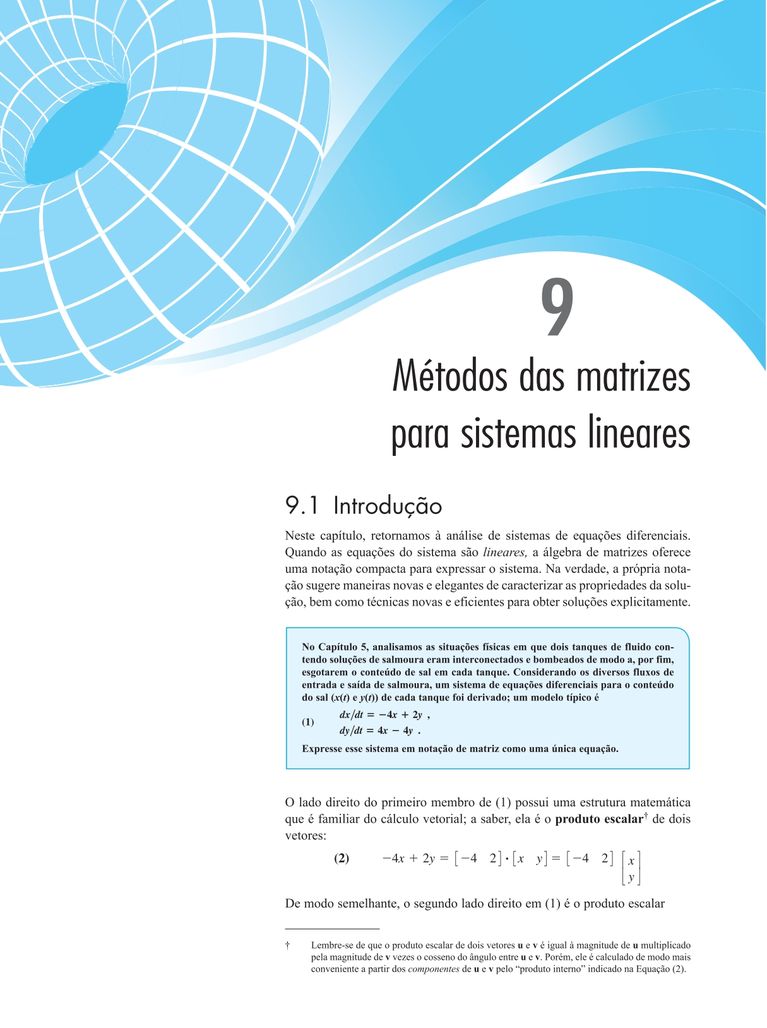 9
Métodos das matrizes
para sistemas lineares
9.1 Introdução
Neste capítulo, retornamos à análise de sistemas de equações diferenciais.
Quando as equações do sistema são lineares, a álgebra de matrizes oferece
uma notação compacta para expressar o sistema. Na verdade, a própria nota-
ção sugere maneiras novas e elegantes de caracterizar as propriedades da solu-
ção, bem como técnicas novas e eficientes para obter soluções explicitamente.
No Capítulo 5, analisamos as situações físicas em que dois tanques de fluido con-
tendo soluções de salmoura eram interconectados e bombeados de modo a, por fim,
esgotarem o conteúdo de sal em cada tanque. Considerando os diversos fluxos de
entrada e saída de salmoura, um sistema de equações diferenciais para o conteúdo
do sal (x(t) e y(t)) de cada tanque foi derivado; um modelo típico é
(1) dx/dt = −4x + 2y ,
dy/dt = 4x − 4y .
Expresse esse sistema em notação de matriz como uma única equação.
O lado direito do primeiro membro de (1) possui uma estrutura matemática
que é familiar do cálculo vetorial; a saber, ela é o produto escalar† de dois
vetores:
(2) −4x + 2y = [−4 2] · [x y] = [−4 2] [x
y]
De modo semelhante, o segundo lado direito em (1) é o produto escalar
† Lembre-se de que o produto escalar de dois vetores u e v é igual à magnitude de u multiplicado
pela magnitude de v vezes o cosseno do ângulo entre u e v. Porém, ele é calculado de modo mais
conveniente a partir dos componentes de u e v pelo “produto interno” indicado na Equação (2).